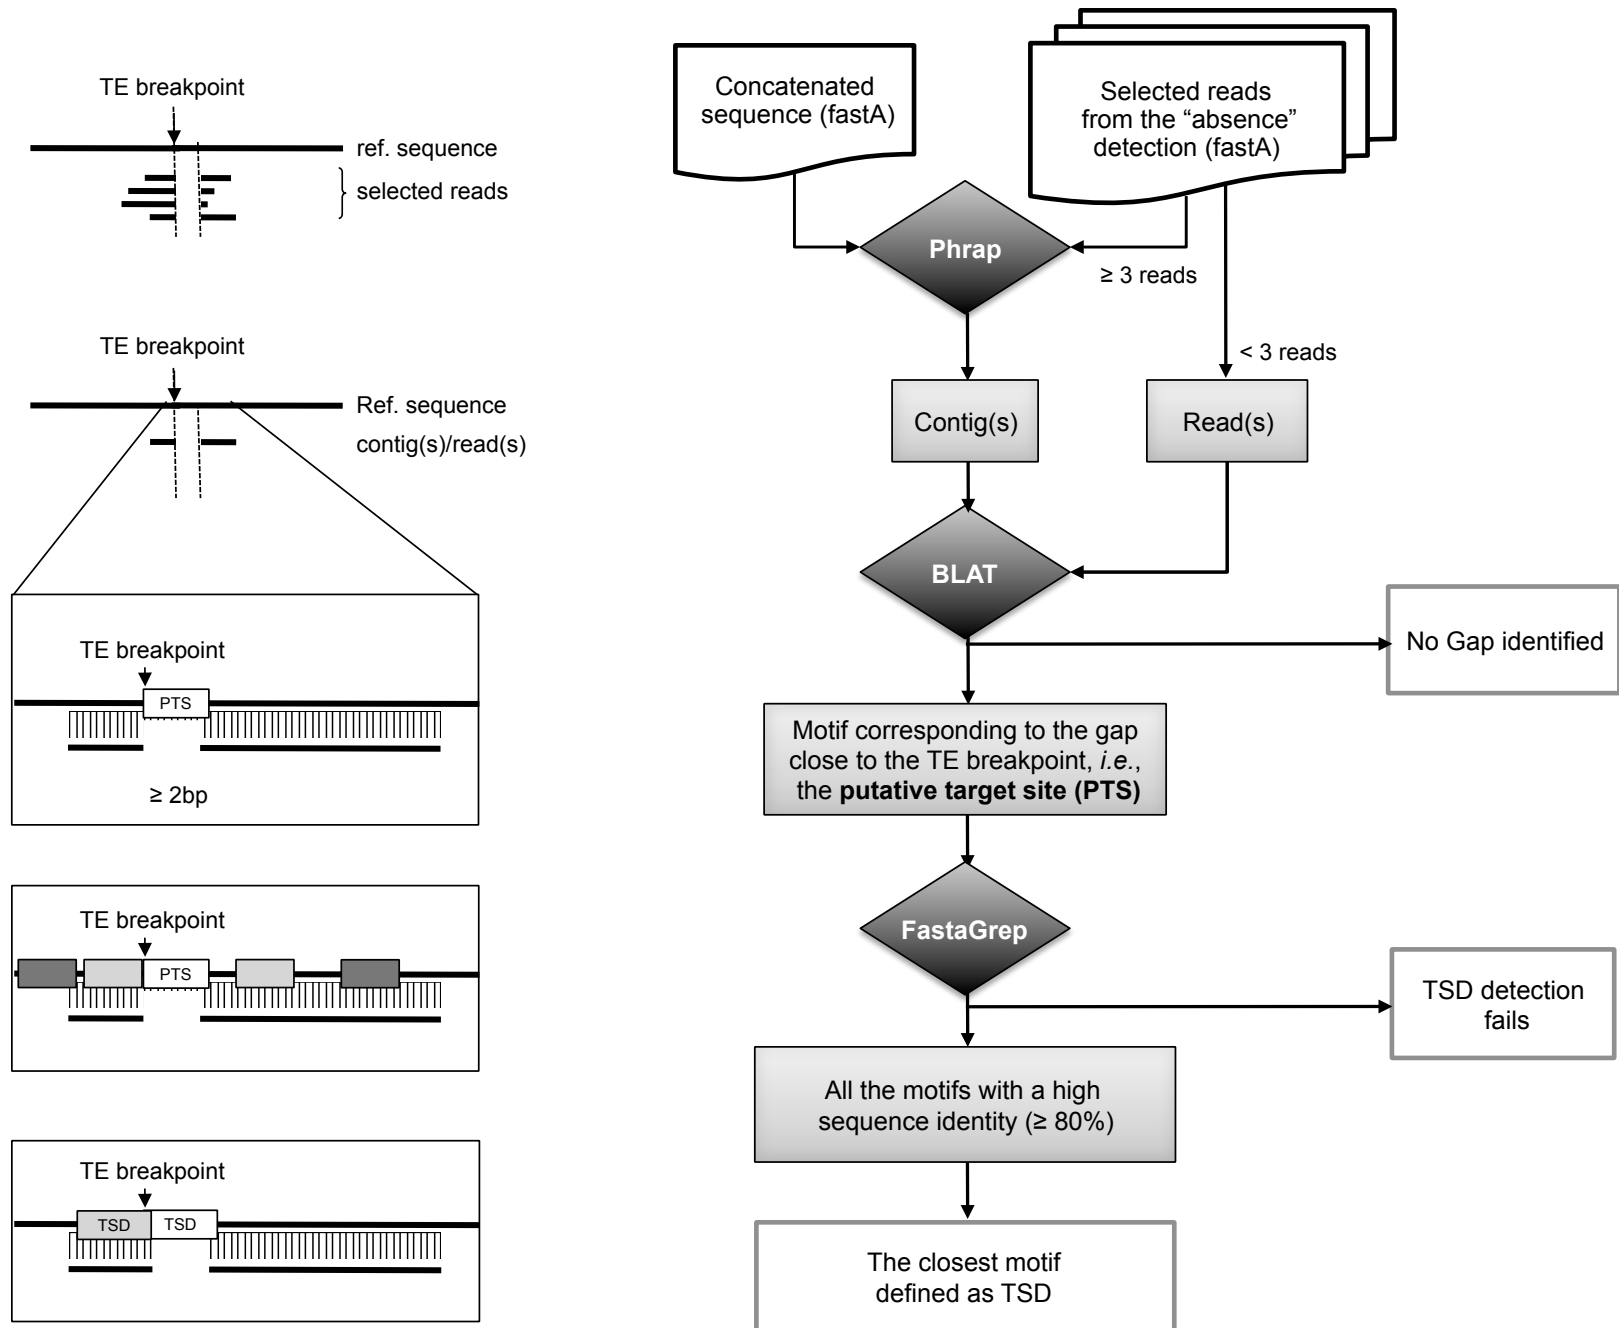 TE breakpoint
ref. sequence
selected reads
TE breakpoint
Ref. sequence
contig(s)/read(s)
TE breakpoint
PTS
≥ 2bp
TE breakpoint
PTS
TE breakpoint
TSD
TSD
Concatenated
sequence (fastA)
Selected reads
from the “absence”
detection (fastA)
Phrap
≥ 3 reads
< 3 reads
Contig(s)
Read(s)
BLAT
No Gap identified
Motif corresponding to the gap
close to the TE breakpoint, i.e.,
the putative target site (PTS)
FastaGrep
TSD detection
fails
All the motifs with a high
sequence identity (≥ 80%)
The closest motif
defined as TSD